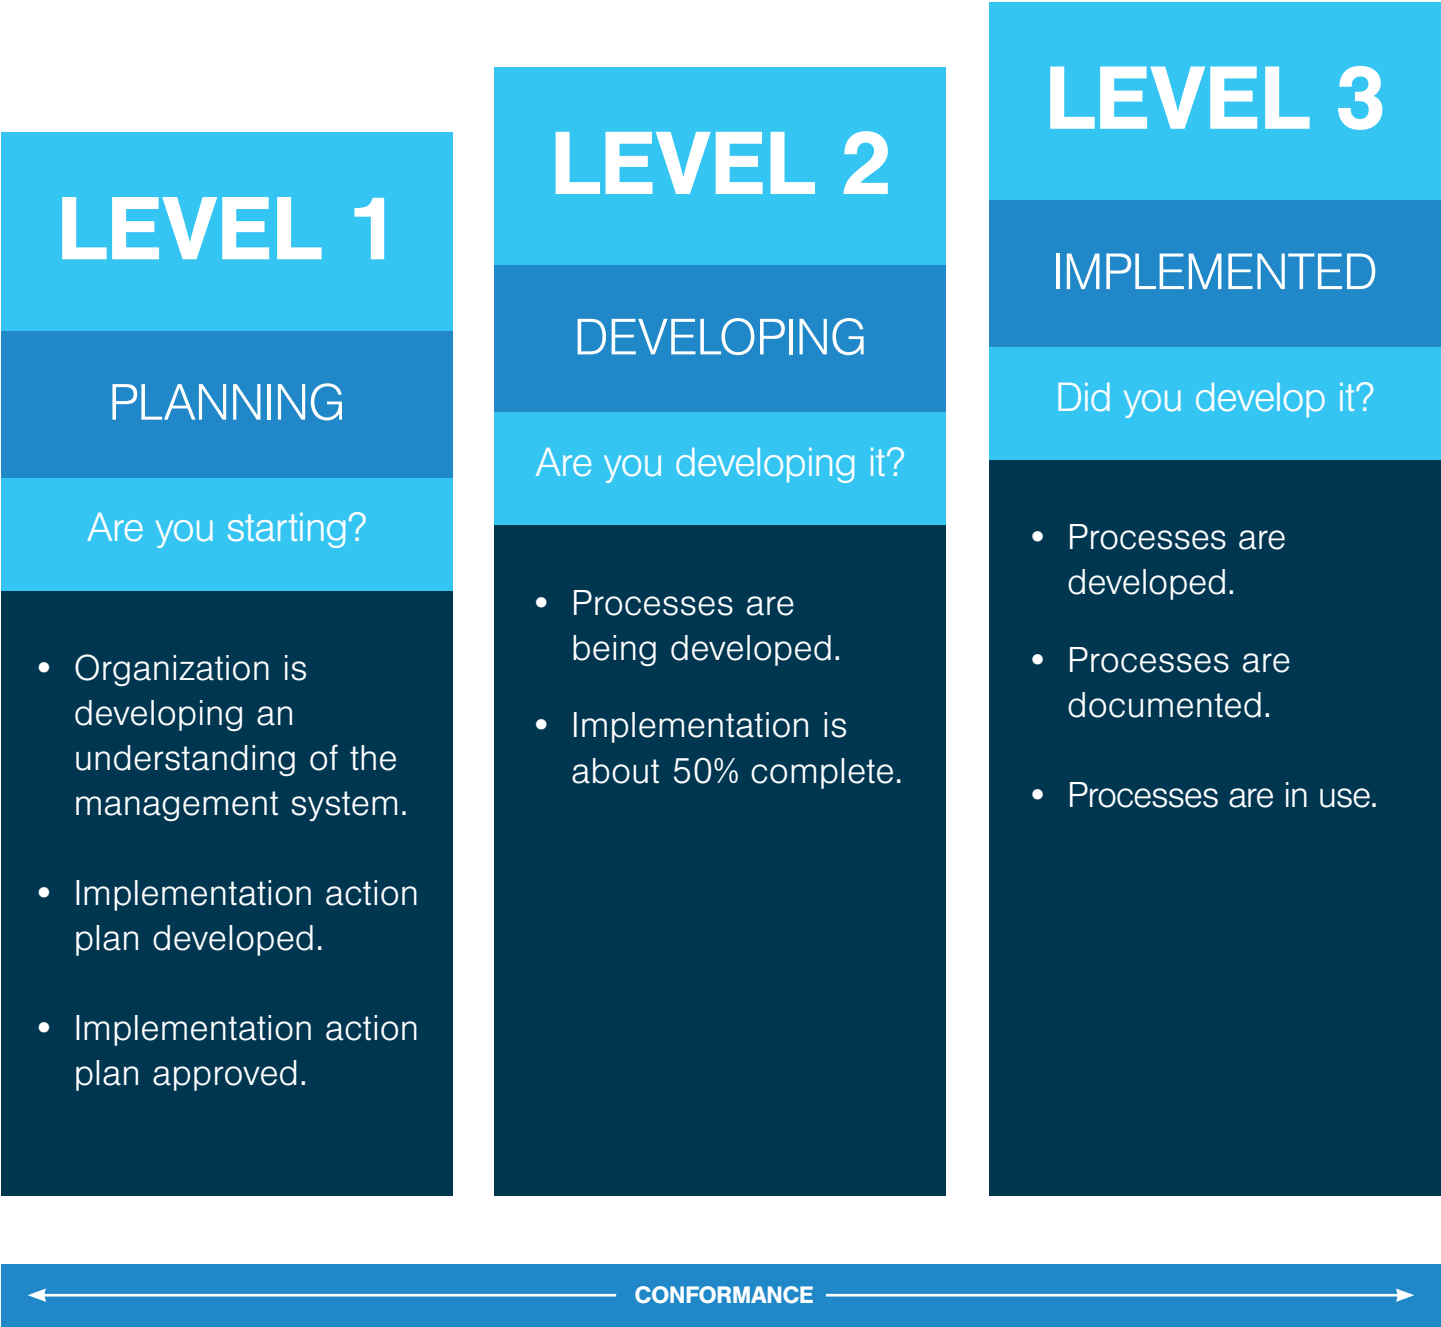 LEVEL 1
PLANNING
Are you starting?
• Organization is
developing an
understanding of the
management system.
• Implementation action
plan developed.
• Implementation action
plan approved.
LEVEL 2
DEVELOPING
Are you developing it?
• Processes are
being developed.
• Implementation is
about 50% complete.
LEVEL 3
IMPLEMENTED
Did you develop it?
• Processes are
developed.
• Processes are
documented.
• Processes are in use.
CONFORMANCE